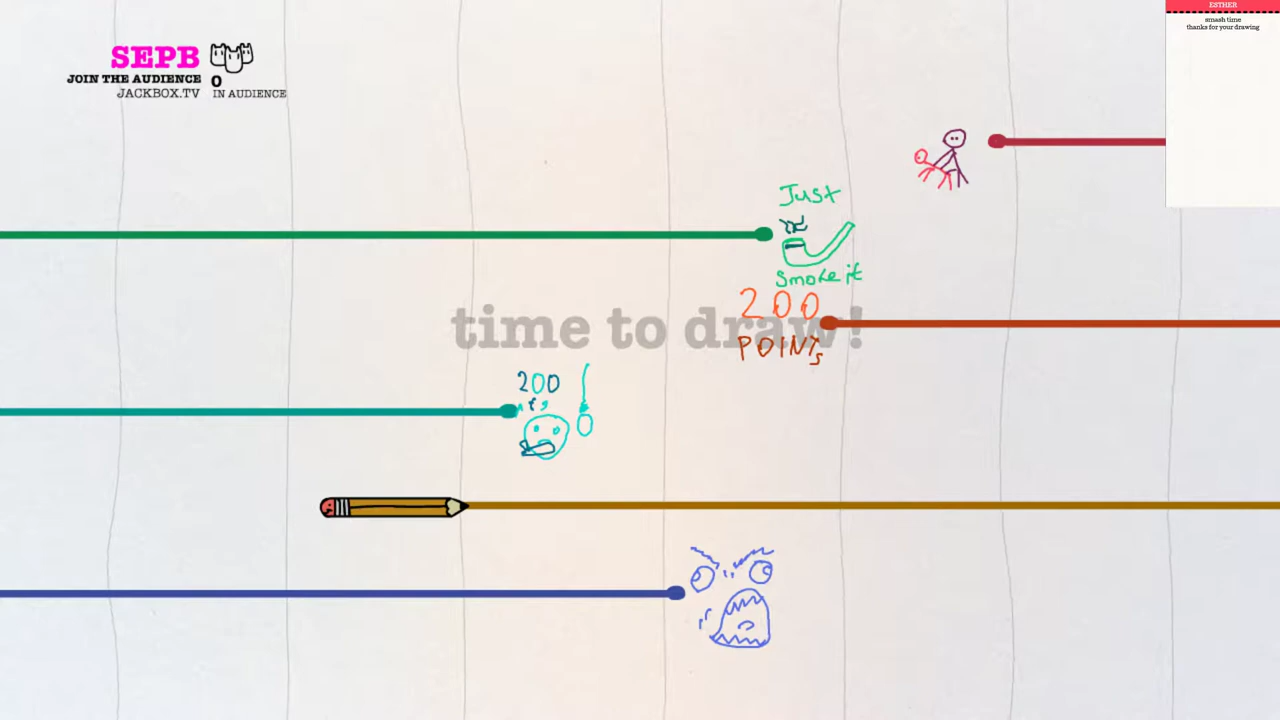 ESTHER
smash time
thanks for your drawing
SEPB
JOIN THE AUDIENCE
JACKBOX.TV
0
IN AUDIENCE
Just
Smoke it
200
POINTS
time to draw!
200